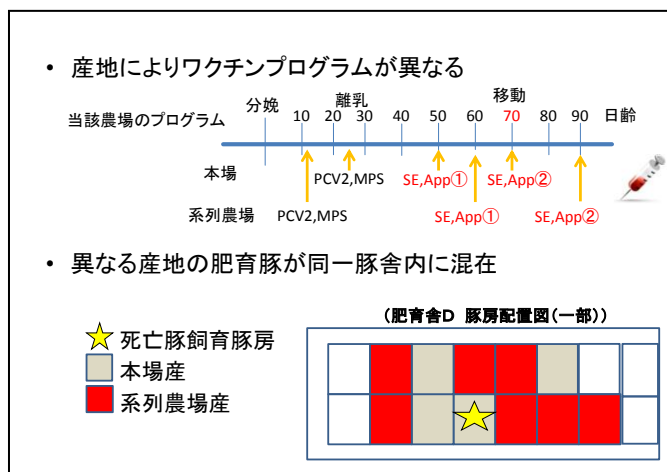 • 産地によりワクチンプログラムが異なる
分娩 離乳 移動
当該農場のプログラム 10 20 30 40 50 60 70 80 90 日齢
本場 PCV2,MPS SE,App① SE,App②
系列農場 PCV2,MPS SE,App① SE,App②
• 異なる産地の肥育豚が同一豚舎内に混在
(肥育舎D 豚房配置図(一部))
死亡豚飼育豚房
本場産
系列農場産